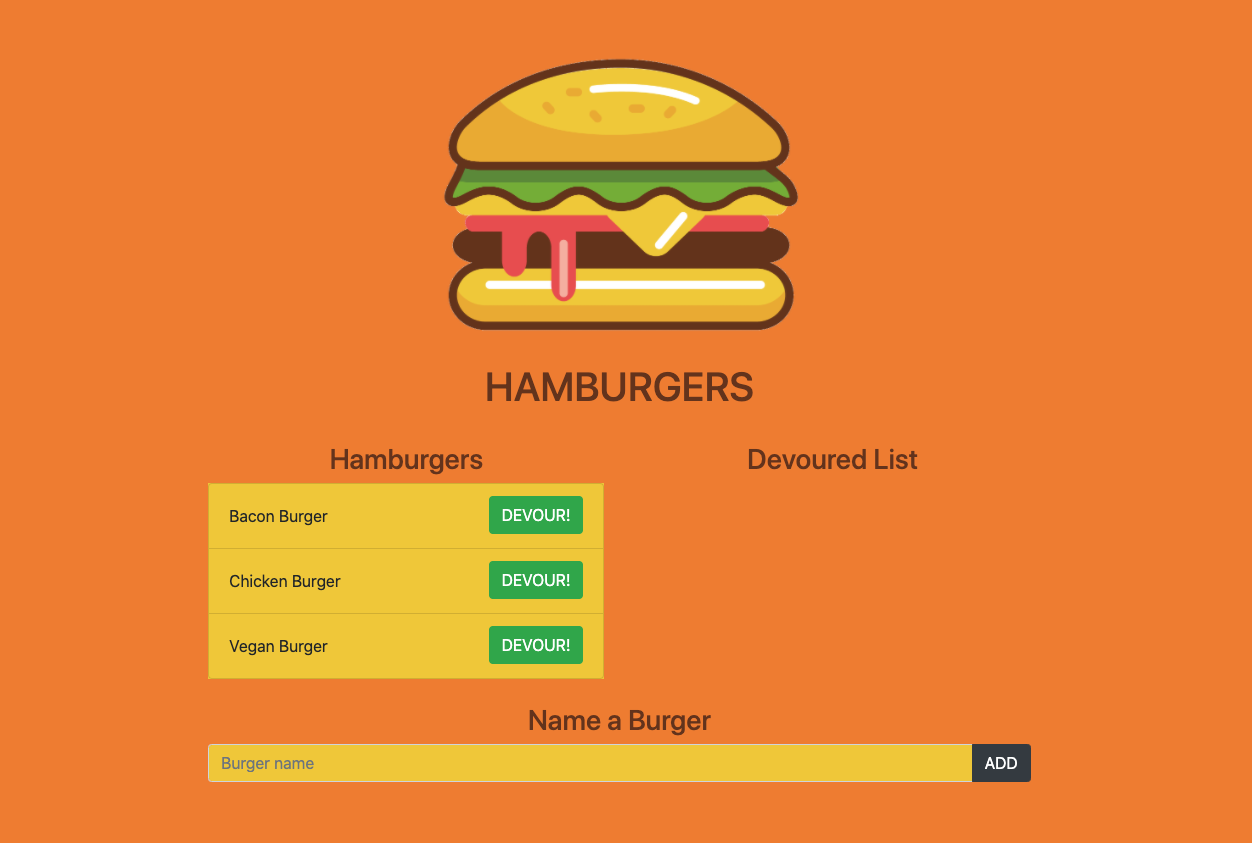 HAMBURGERS
Hamburgers
Bacon Burger DEVOUR!
Chicken Burger DEVOUR!
Vegan Burger DEVOUR!
Devoured List
Name a Burger
Burger name ADD